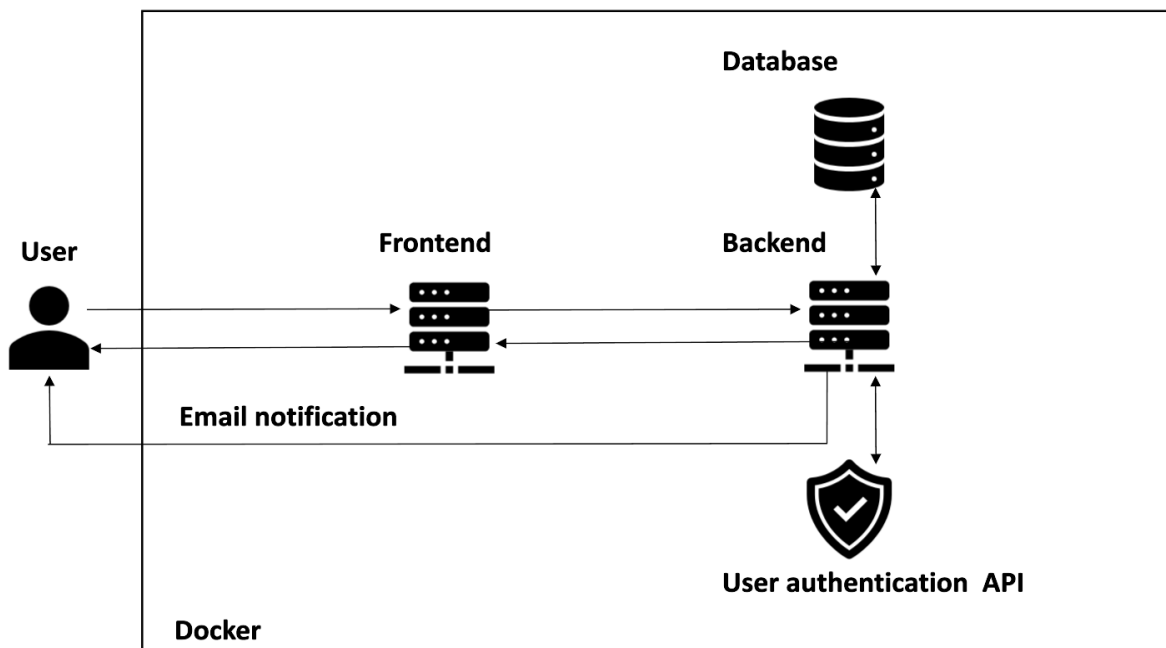 Database
User
Frontend
Backend
Email notification
User authentication API
Docker